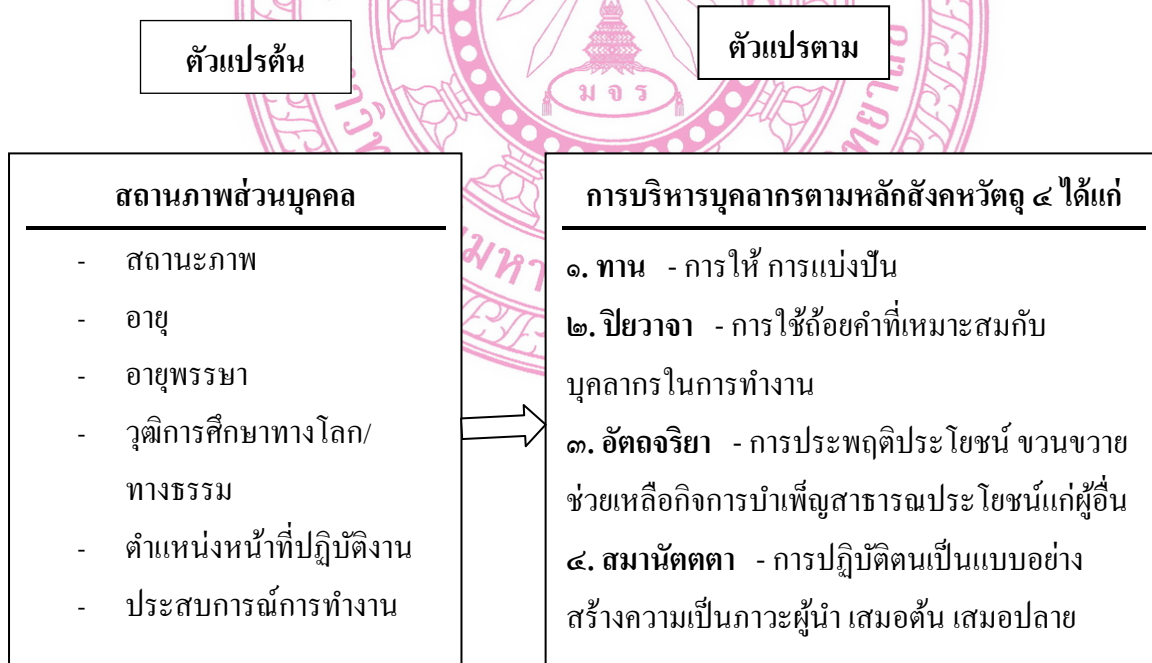 ตัวแปรต้น
ตัวแปรตาม
ม จ ร
สถานภาพส่วนบุคคล
- สถานะภาพ
- อายุ
- อายุพรรษา
- วุฒิการศึกษาทางโลก/
ทางธรรม
- ตำแหน่งหน้าที่ปฏิบัติงาน
- ประสบการณ์การทำงาน
การบริหารบุคลากรตามหลักสังคหวัตถุ ๔ ได้แก่
๑. ทาน - การให้ การแบ่งปัน
๒. ปิยวาจา - การใช้ถ้อยคำที่เหมาะสมกับ
บุคลากรในการทำงาน
๓. อัตถจริยา - การประพฤติประโยชน์ ขวนขวาย
ช่วยเหลือกิจการบำเพ็ญสาธารณประโยชน์แก่ผู้อื่น
๔. สมานัตตตา - การปฏิบัติตนเป็นแบบอย่าง
สร้างความเป็นภาวะผู้นำ เสมอต้น เสมอปลาย